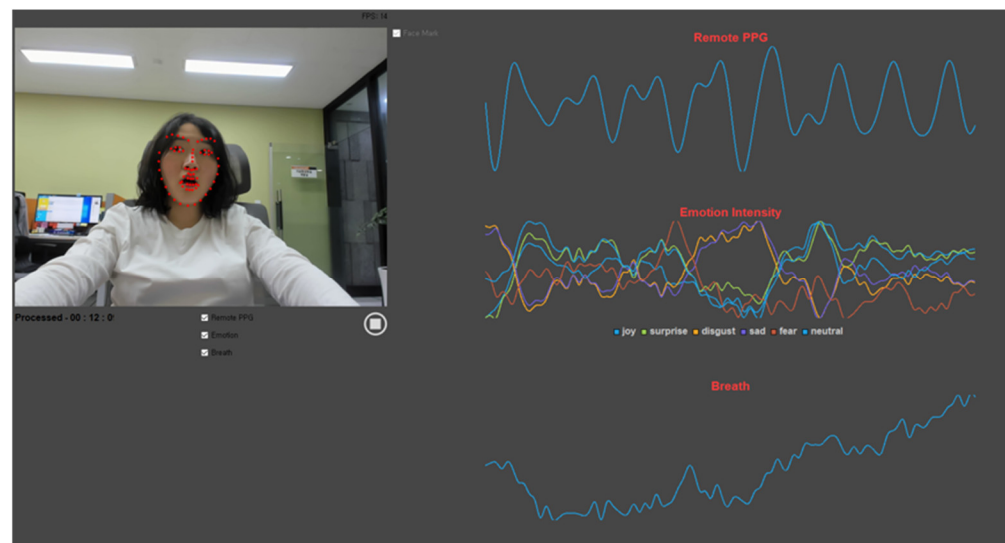 FPS: 14
Face Mark
Remote PPG
Emotion Intensity
Processed - 00 : 12 : 0
Remote PPG
Emotion
Breath
joy surprise disgust sad fear neutral
Breath